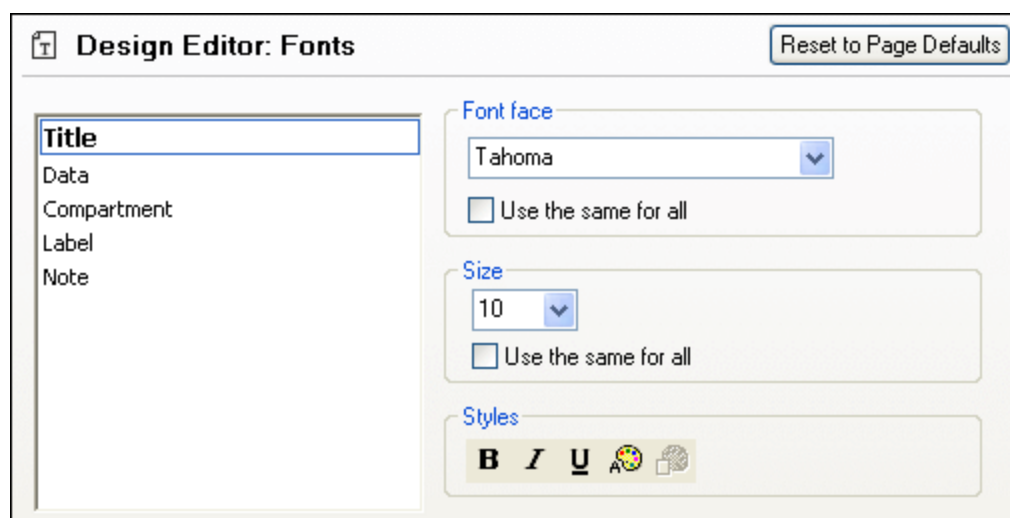 Design Editor: Fonts
Reset to Page Defaults
Title
Data
Compartment
Label
Note
Font face
Tahoma
Use the same for all
Size
10
Use the same for all
Styles
B I U A